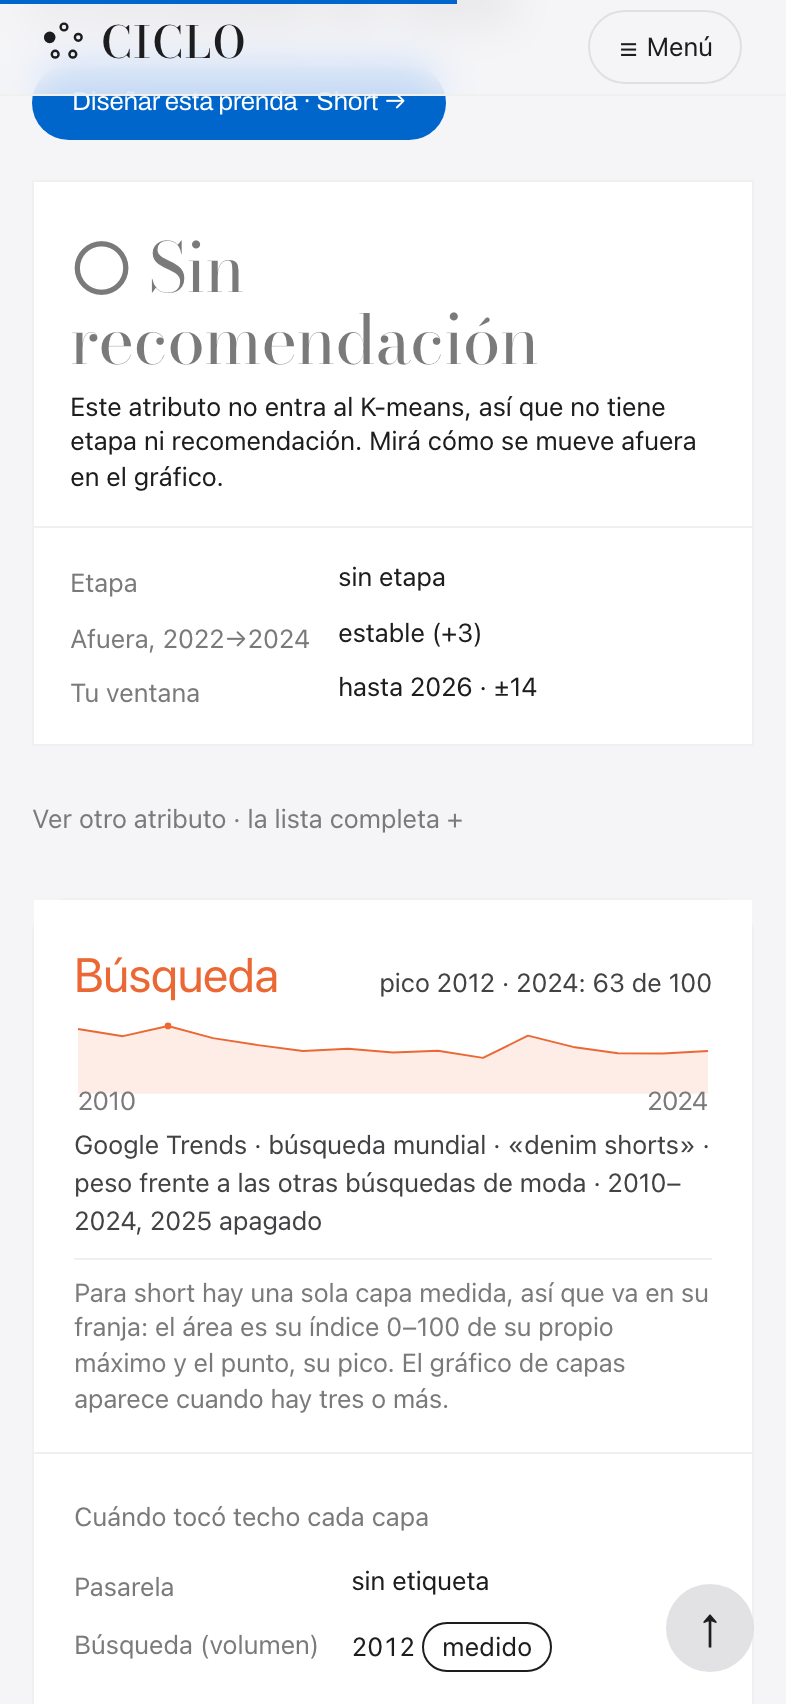 CICLO
≡ Menú
Diseñar esta prenda · Short →
Sin
recomendación
Este atributo no entra al K-means, así que no tiene
etapa ni recomendación. Mirá cómo se mueve afuera
en el gráfico.
Etapa sin etapa
Afuera, 2022→2024 estable (+3)
Tu ventana hasta 2026 · ±14
Ver otro atributo · la lista completa +
Búsqueda pico 2012 · 2024: 63 de 100
2010 2024
Google Trends · búsqueda mundial · «denim shorts» ·
peso frente a las otras búsquedas de moda · 2010–
2024, 2025 apagado
Para short hay una sola capa medida, así que va en su
franja: el área es su índice 0–100 de su propio
máximo y el punto, su pico. El gráfico de capas
aparece cuando hay tres o más.
Cuándo tocó techo cada capa
Pasarela sin etiqueta
Búsqueda (volumen) 2012 medido
↑